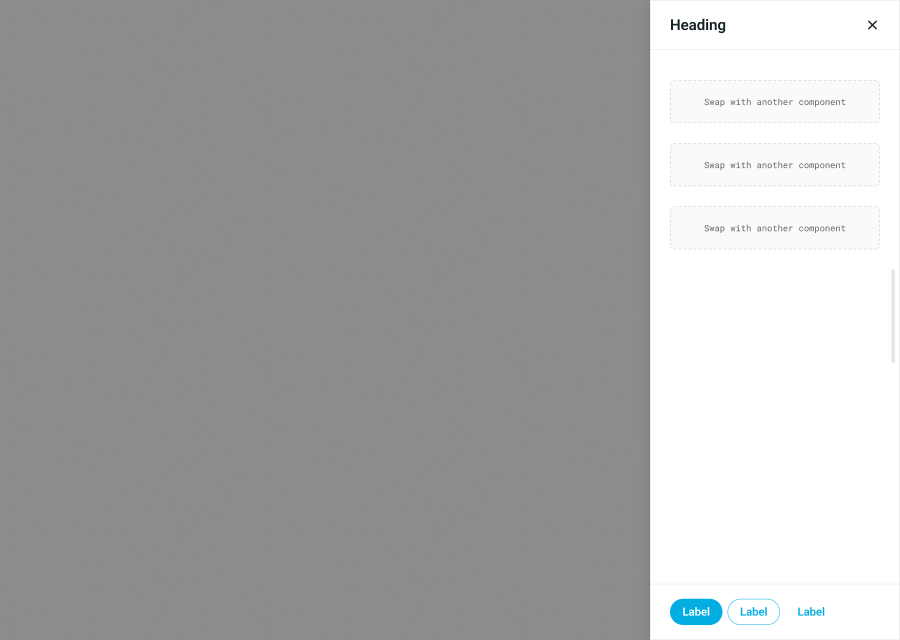 Heading
Swap with another component
Swap with another component
Swap with another component
Label Label Label